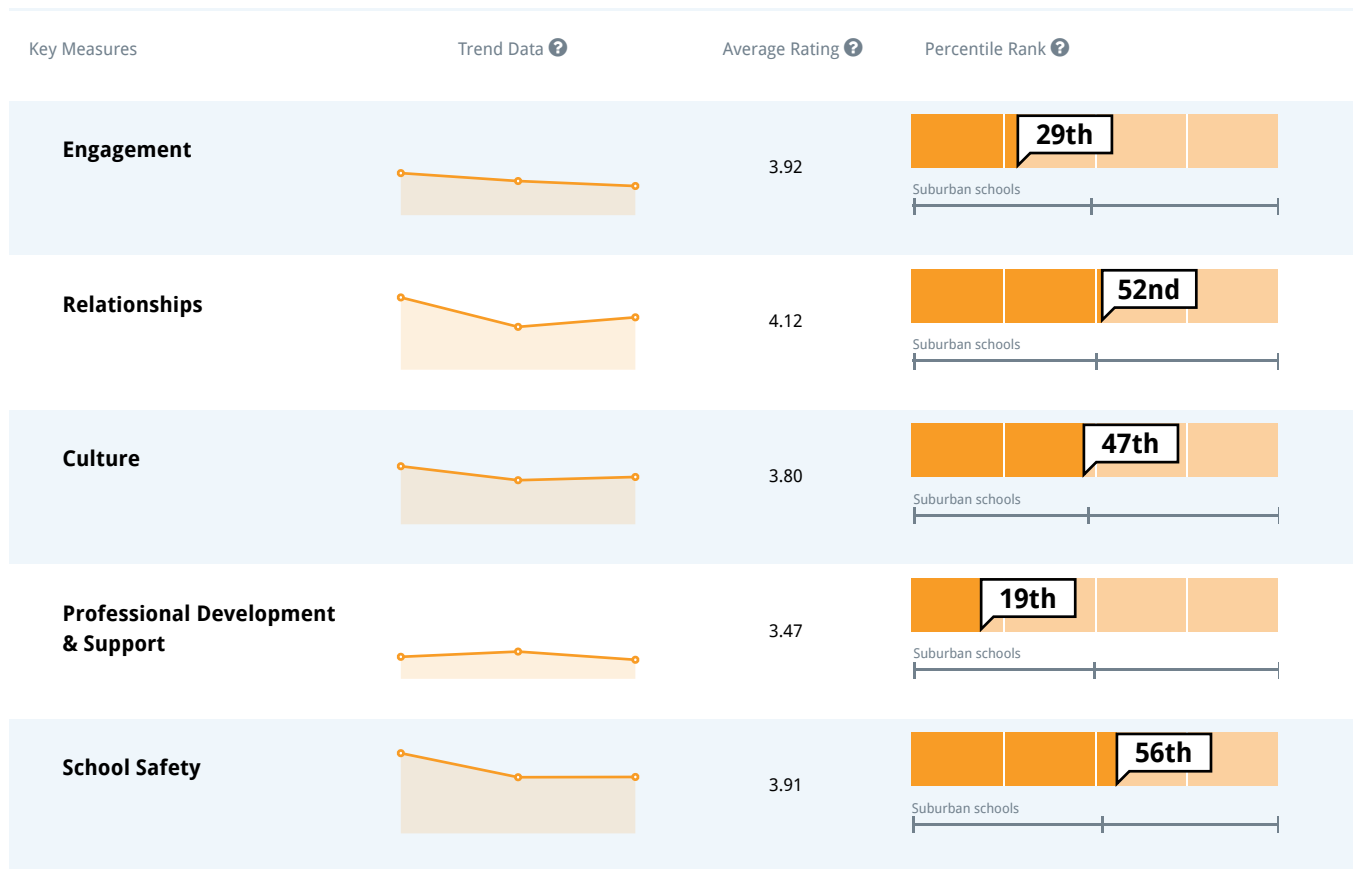 Key Measures
Trend Data ?
Average Rating ?
Percentile Rank ?
Engagement
3.92
29th
Suburban schools
Relationships
4.12
52nd
Suburban schools
Culture
3.80
47th
Suburban schools
Professional Development
& Support
3.47
19th
Suburban schools
School Safety
3.91
56th
Suburban schools